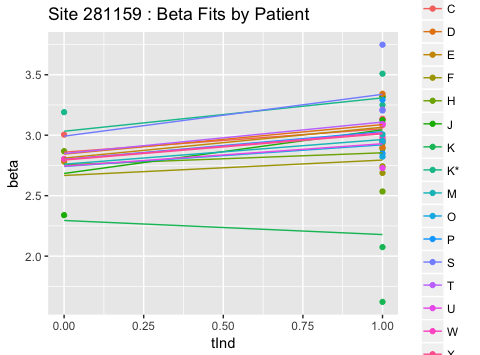 Site 281159 : Beta Fits by Patient
beta
3.5
3.0
2.5
2.0
0.00 0.25 0.50 0.75 1.00
tInd
C
D
E
F
H
J
K
K*
M
O
P
S
T
U
W